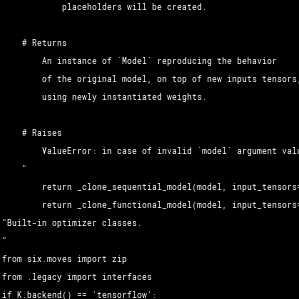 placeholders will be created.
# Returns
An instance of `Model` reproducing the behavior
of the original model, on top of new inputs tensors,
using newly instantiated weights.
# Raises
ValueError: in case of invalid `model` argument
"
return _clone_sequential_model(model, input_tensors=
return _clone_functional_model(model, input_tensors=
"Built-in optimizer classes.
"
from six.moves import zip
from .legacy import interfaces
if K.backend() == 'tensorflow':